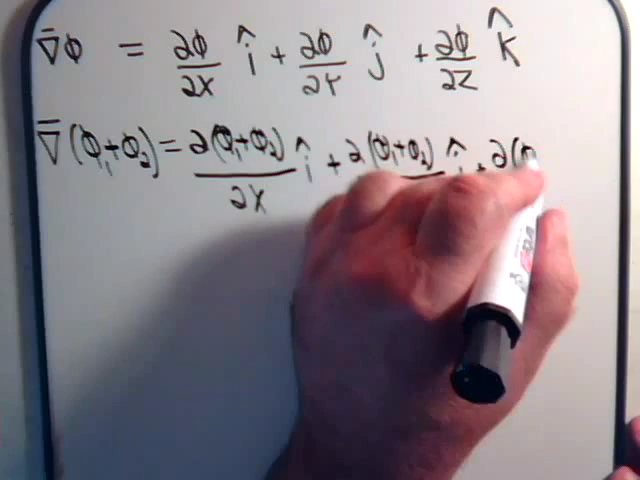 ∇̅ϕ = ∂ϕ/∂x î + ∂ϕ/∂Y ĵ + ∂ϕ/∂Z k̂
∇̅(ϕ₁+ϕ₂) = ∂(ϕ₁+ϕ₂)/∂x î + ∂(ϕ₁+ϕ₂)